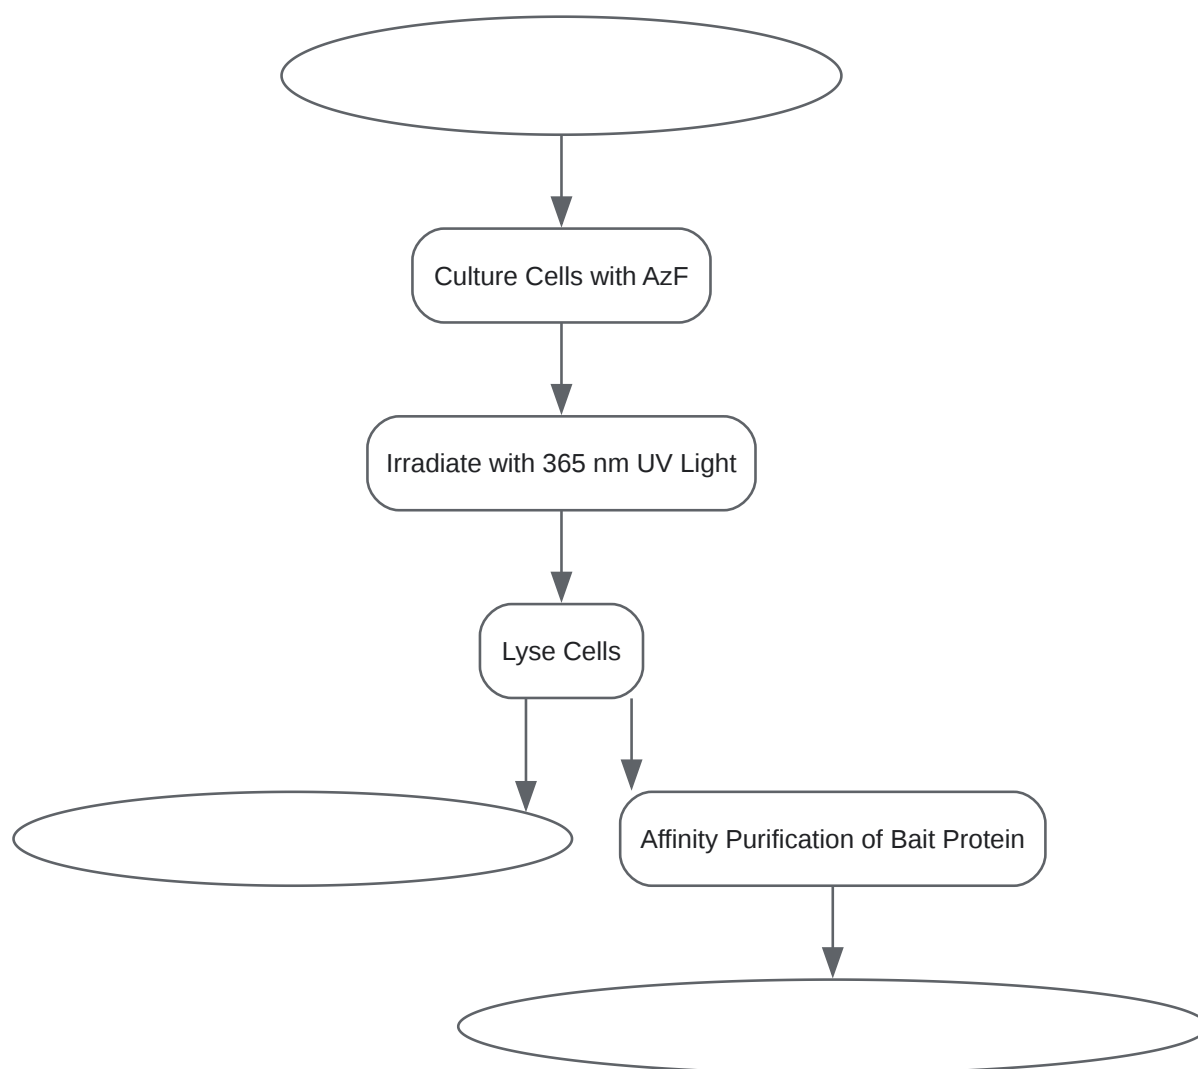 Culture Cells with AzF
Irradiate with 365 nm UV Light
Lyse Cells
Affinity Purification of Bait Protein